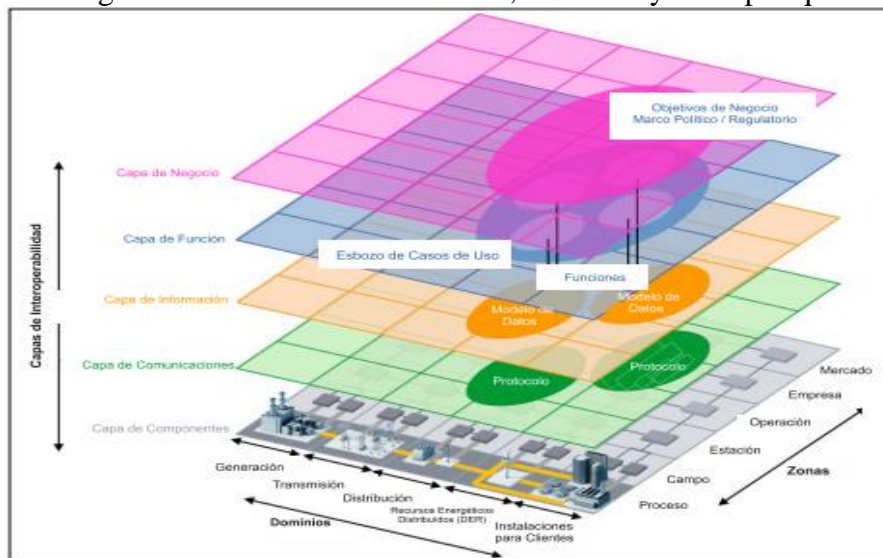 Objetivos de Negocio
Marco Político / Regulatorio
Capa de Negocio
Capa de Función
Esbozo de Casos de Uso
Funciones
Capa de Información
Modelo de
Datos
Modelo de
Datos
Capas de Interoperabilidad
Capa de Comunicaciones
Protocolo
Protocolo
Capa de Componentes
Mercado
Empresa
Operación
Estación
Campo
Proceso
Zonas
Generación
Transmisión
Distribución
Recursos Energéticos
Distribuidos (DER)
Instalaciones
para Clientes
Dominios